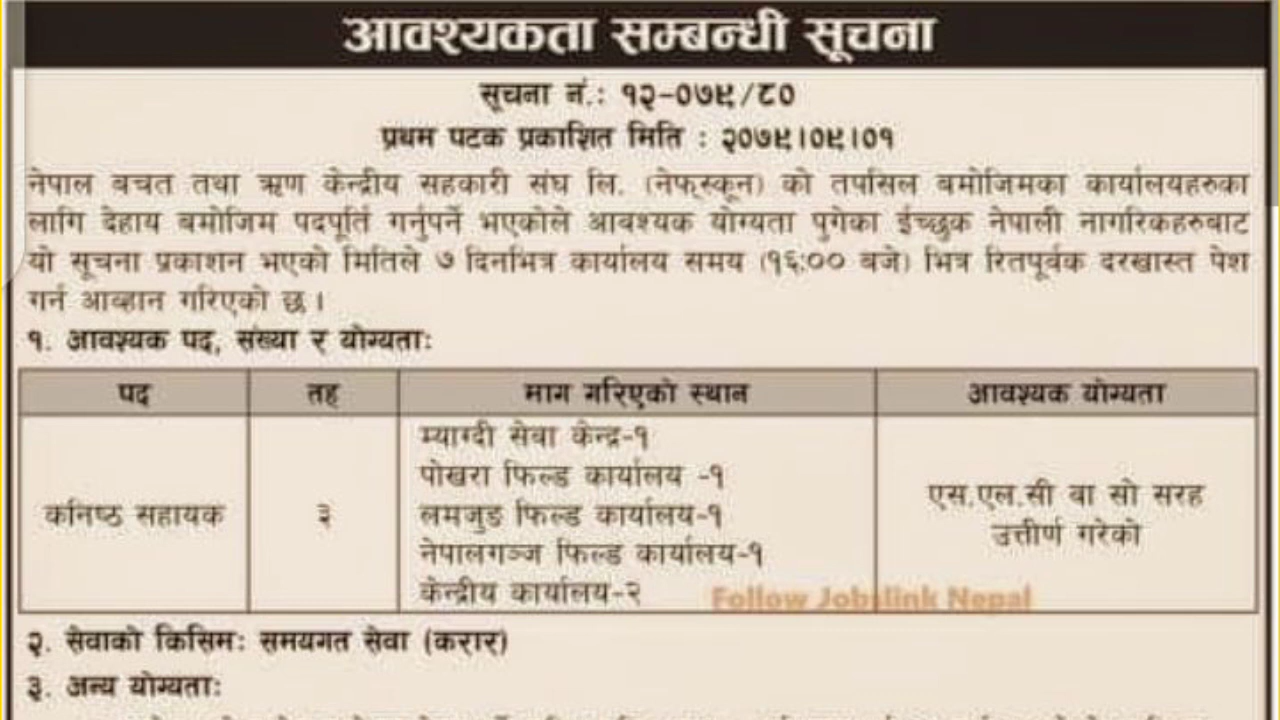 आवश्यकता सम्बन्धी सूचना
सूचना नं.: १२-०७९/८०
प्रथम पटक प्रकाशित मिति : २०७९।०९।०१
नेपाल बचत तथा ऋण केन्द्रीय सहकारी संघ लि. (नेफ्स्कून) को तपसिल बमोजिमका कार्यालयहरुका
लागि देहाय बमोजिम पदपूर्ति गर्नुपर्ने भएकोले आवश्यक योग्यता पुगेका ईच्छुक नेपाली नागरिकहरुबाट
यो सूचना प्रकाशन भएको मितिले ७ दिनभित्र कार्यालय समय (१६:०० बजे) भित्र रितपूर्वक दरखास्त पेश
गर्न आव्हान गरिएको छ ।
१. आवश्यक पद, संख्या र योग्यताः
पद तह माग गरिएको स्थान आवश्यक योग्यता
म्याग्दी सेवा केन्द्र-१
पोखरा फिल्ड कार्यालय -१
कनिष्ठ सहायक ३ लमजुङ फिल्ड कार्यालय-१
नेपालगञ्ज फिल्ड कार्यालय-१
केन्द्रीय कार्यालय-२
एस.एल.सी वा सो सरह
उत्तीर्ण गरेको
Follow Jobslink Nepal
२. सेवाको किसिमः समयगत सेवा (करार)
३. अन्य योग्यताः